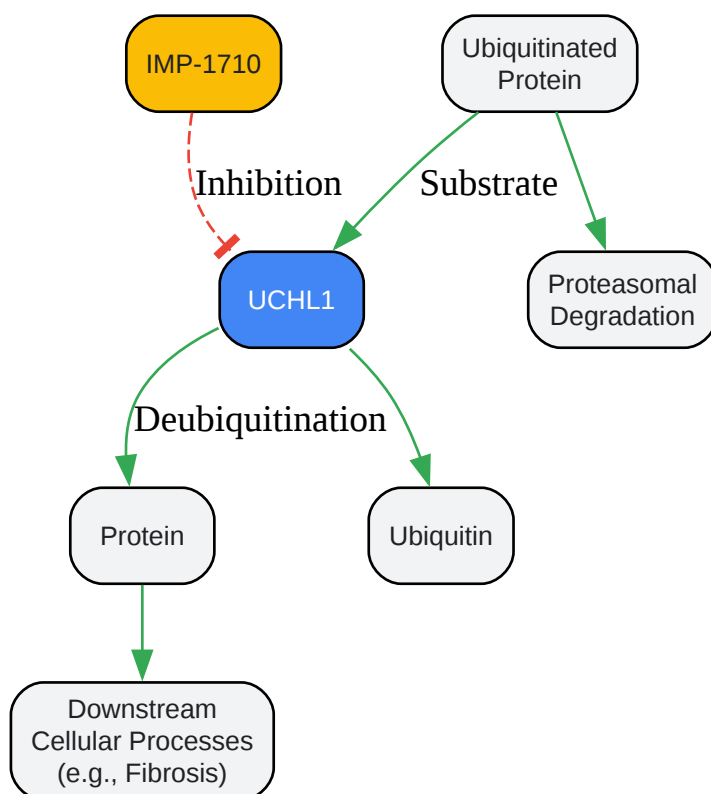 IMP-1710
Ubiquitinated
Protein
Inhibition
Substrate
UCHL1
Proteasomal
Degradation
Deubiquitination
Protein
Ubiquitin
Downstream
Cellular Processes
(e.g., Fibrosis)